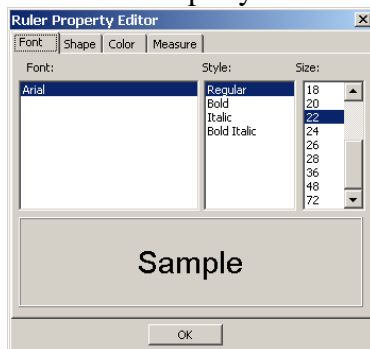 Ruler Property Editor
Font Shape Color Measure
Font: Style: Size:
Arial Regular 18
Bold 20
Italic 22
Bold Italic 24
26
28
36
48
72
Sample
OK